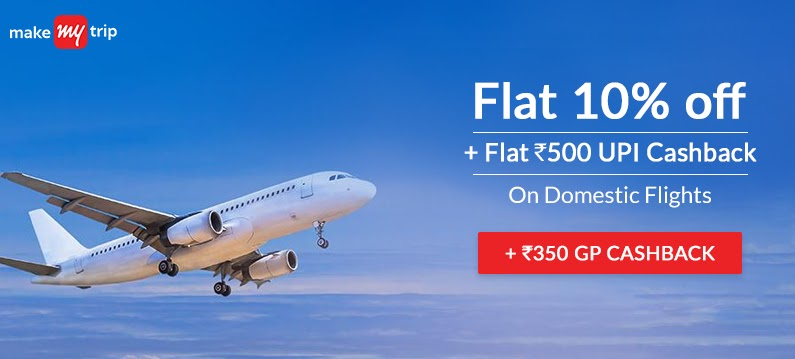 make my trip
Flat 10% off
+ Flat ₹500 UPI Cashback
On Domestic Flights
+ ₹350 GP CASHBACK